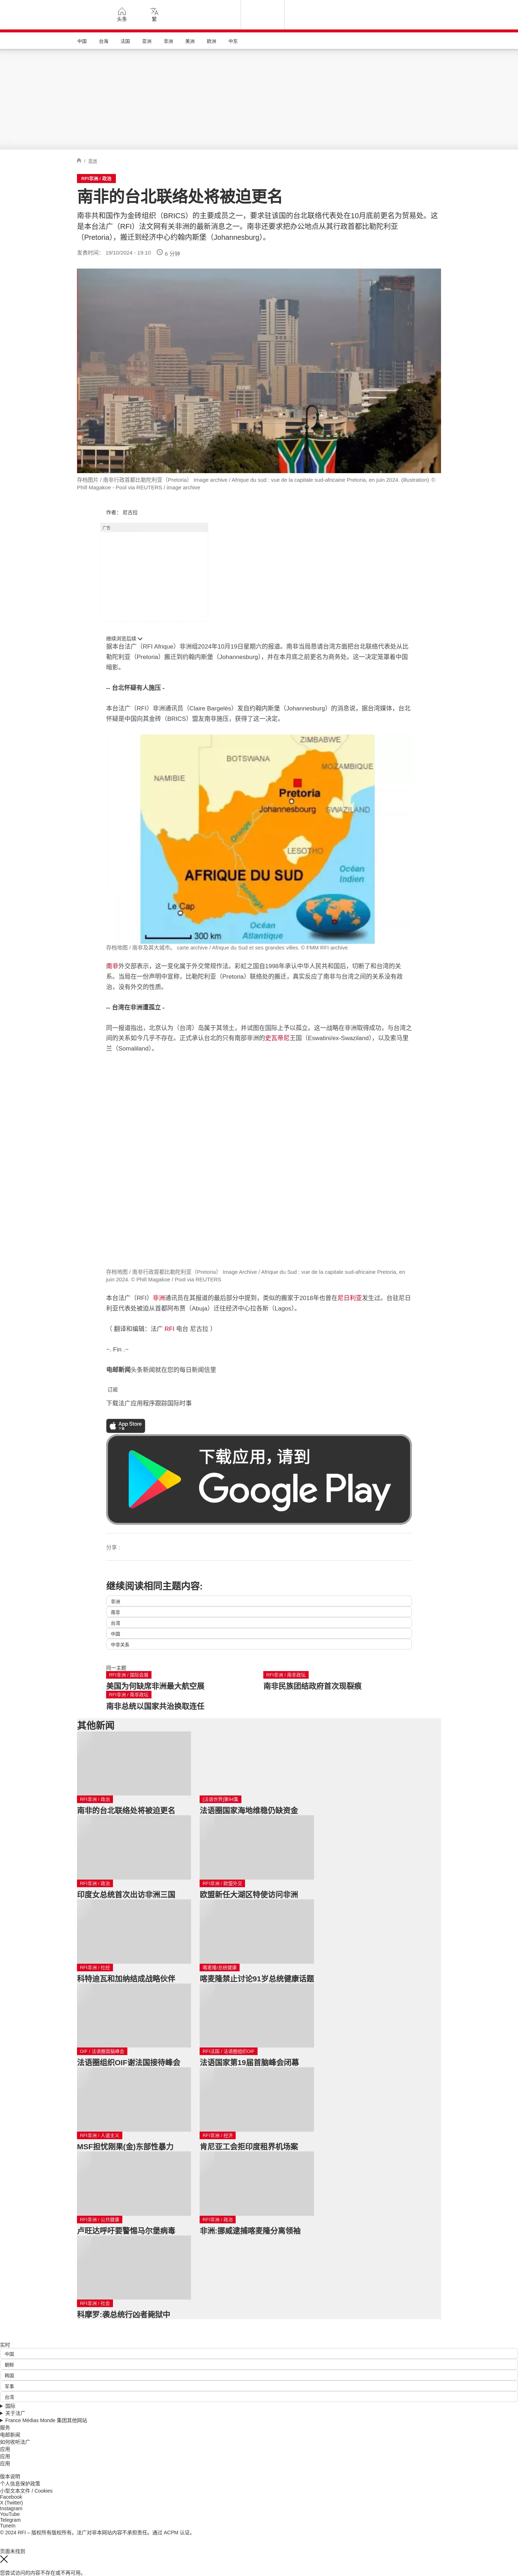 头条
繁
中国
台海
法国
亚洲
非洲
美洲
欧洲
中东
/ 非洲
RFI非洲 / 政治
南非的台北联络处将被迫更名
南非共和国作为金砖组织（BRICS）的主要成员之一，要求驻该国的台北联络代表处在10月底前更名为贸易处。这
是本台法广（RFI）法文网有关非洲的最新消息之一。南非还要求把办公地点从其行政首都比勒陀利亚
（Pretoria），搬迁到经济中心约翰内斯堡（Johannesburg）。
发表时间： 19/10/2024 - 19:10 6 分钟
存档图片 / 南非行政首都比勒陀利亚（Pretoria） Image archive / Afrique du sud : vue de la capitale sud-africaine Pretoria, en juin 2024. (illustration) ©
Phill Magakoe - Pool via REUTERS / image archive
作者： 尼古拉
广告
继续浏览后续
据本台法广（RFI Afrique）非洲组2024年10月19日星期六的报道。南非当局恳请台湾方面把台北联络代表处从比
勒陀利亚（Pretoria）搬迁到约翰内斯堡（Johannesburg），并在本月底之前更名为商务处。这一决定笼罩着中国
暗影。
-- 台北怀疑有人施压 -
本台法广（RFI）非洲通讯员（Claire Bargelès）发自约翰内斯堡（Johannesburg）的消息说，据台湾媒体，台北
怀疑是中国向其金砖（BRICS）盟友南非施压，获得了这一决定。
ZIMBABWE
BOTSWANA
MOZAMBIQUE
NAMIBIE
Pretoria
Johannesbourg
SWAZILAND
Orange
LESOTHO
AFRIQUE DU SUD
Océan
Indien
Le Cap
300 km
Océan
Atlantique
存档地图 / 南非及其大城市。 carte archive / Afrique du Sud et ses grandes villes. © FMM RFI archive
南非外交部表示，这一变化属于外交常规作法。彩虹之国自1998年承认中华人民共和国后，切断了和台湾的关
系。当局在一份声明中宣称，比勒陀利亚（Pretoria）联络处的搬迁，真实反应了南非与台湾之间的关系没有政
治，没有外交的性质。
-- 台湾在非洲遭孤立 -
同一报道指出，北京认为（台湾）岛属于其领土，并试图在国际上予以孤立。这一战略在非洲取得成功，与台湾之
间的关系如今几乎不存在。正式承认台北的只有南部非洲的史瓦帝尼王国（Eswatini/ex-Swaziland），以及索马里
兰（Somaliland）。
存档地图 / 南非行政首都比勒陀利亚（Pretoria） Image Archive / Afrique du Sud : vue de la capitale sud-africaine Pretoria, en
juin 2024. © Phill Magakoe / Pool via REUTERS
本台法广（RFI）非洲通讯员在其报道的最后部分中提到，类似的搬家于2018年也曾在尼日利亚发生过。台驻尼日
利亚代表处被迫从首都阿布贾（Abuja）迁往经济中心拉各斯（Lagos）。
（ 翻译和编辑：法广 RFI 电台 尼古拉 ）
~. Fin .~
电邮新闻头条新闻就在您的每日新闻信里
订阅
下载法广应用程序跟踪国际时事
App Store
下载
下载应用，请到
Google Play
分享 :
继续阅读相同主题内容:
非洲
南非
台湾
中国
中非关系
同一主题
RFI非洲 / 国际会展
美国为何缺席非洲最大航空展
RFI非洲 / 南非政坛
南非民族团结政府首次现裂痕
RFI非洲 / 南非政坛
南非总统以国家共治换取连任
其他新闻
RFI非洲 / 政治
南非的台北联络处将被迫更名
[法语世界]第94集
法语圈国家海地维稳仍缺资金
RFI非洲 / 政治
印度女总统首次出访非洲三国
RFI非洲 / 欧盟外交
欧盟新任大湖区特使访问非洲
RFI非洲 / 社经
科特迪瓦和加纳结成战略伙伴
喀麦隆/总统健康
喀麦隆禁止讨论91岁总统健康话题
OIF / 法语圈首脑峰会
法语圈组织OIF谢法国接待峰会
RFI法国 / 法语圈组织OIF
法语国家第19届首脑峰会闭幕
RFI非洲 / 人道主义
MSF担忧刚果(金)东部性暴力
RFI非洲 / 经济
肯尼亚工会拒印度租界机场案
RFI非洲 / 公共健康
卢旺达呼吁要警惕马尔堡病毒
RFI非洲 / 政治
非洲:挪威逮捕喀麦隆分离领袖
RFI非洲 / 社会
科摩罗:袭总统行凶者毙狱中
实时
中国
朝鲜
韩国
军事
台湾
国际
关于法广
France Médias Monde 集团其他网站
服务
电邮新闻
如何收听法广
应用
应用
应用
版本说明
个人信息保护政策
小型文本文件 / Cookies
Facebook
X (Twitter)
Instagram
YouTube
Telegram
TuneIn
© 2024 RFI – 版权所有版权所有。法广对非本网站内容不承担责任。通过 ACPM 认证。
页面未找到
您尝试访问的内容不存在或不再可用。